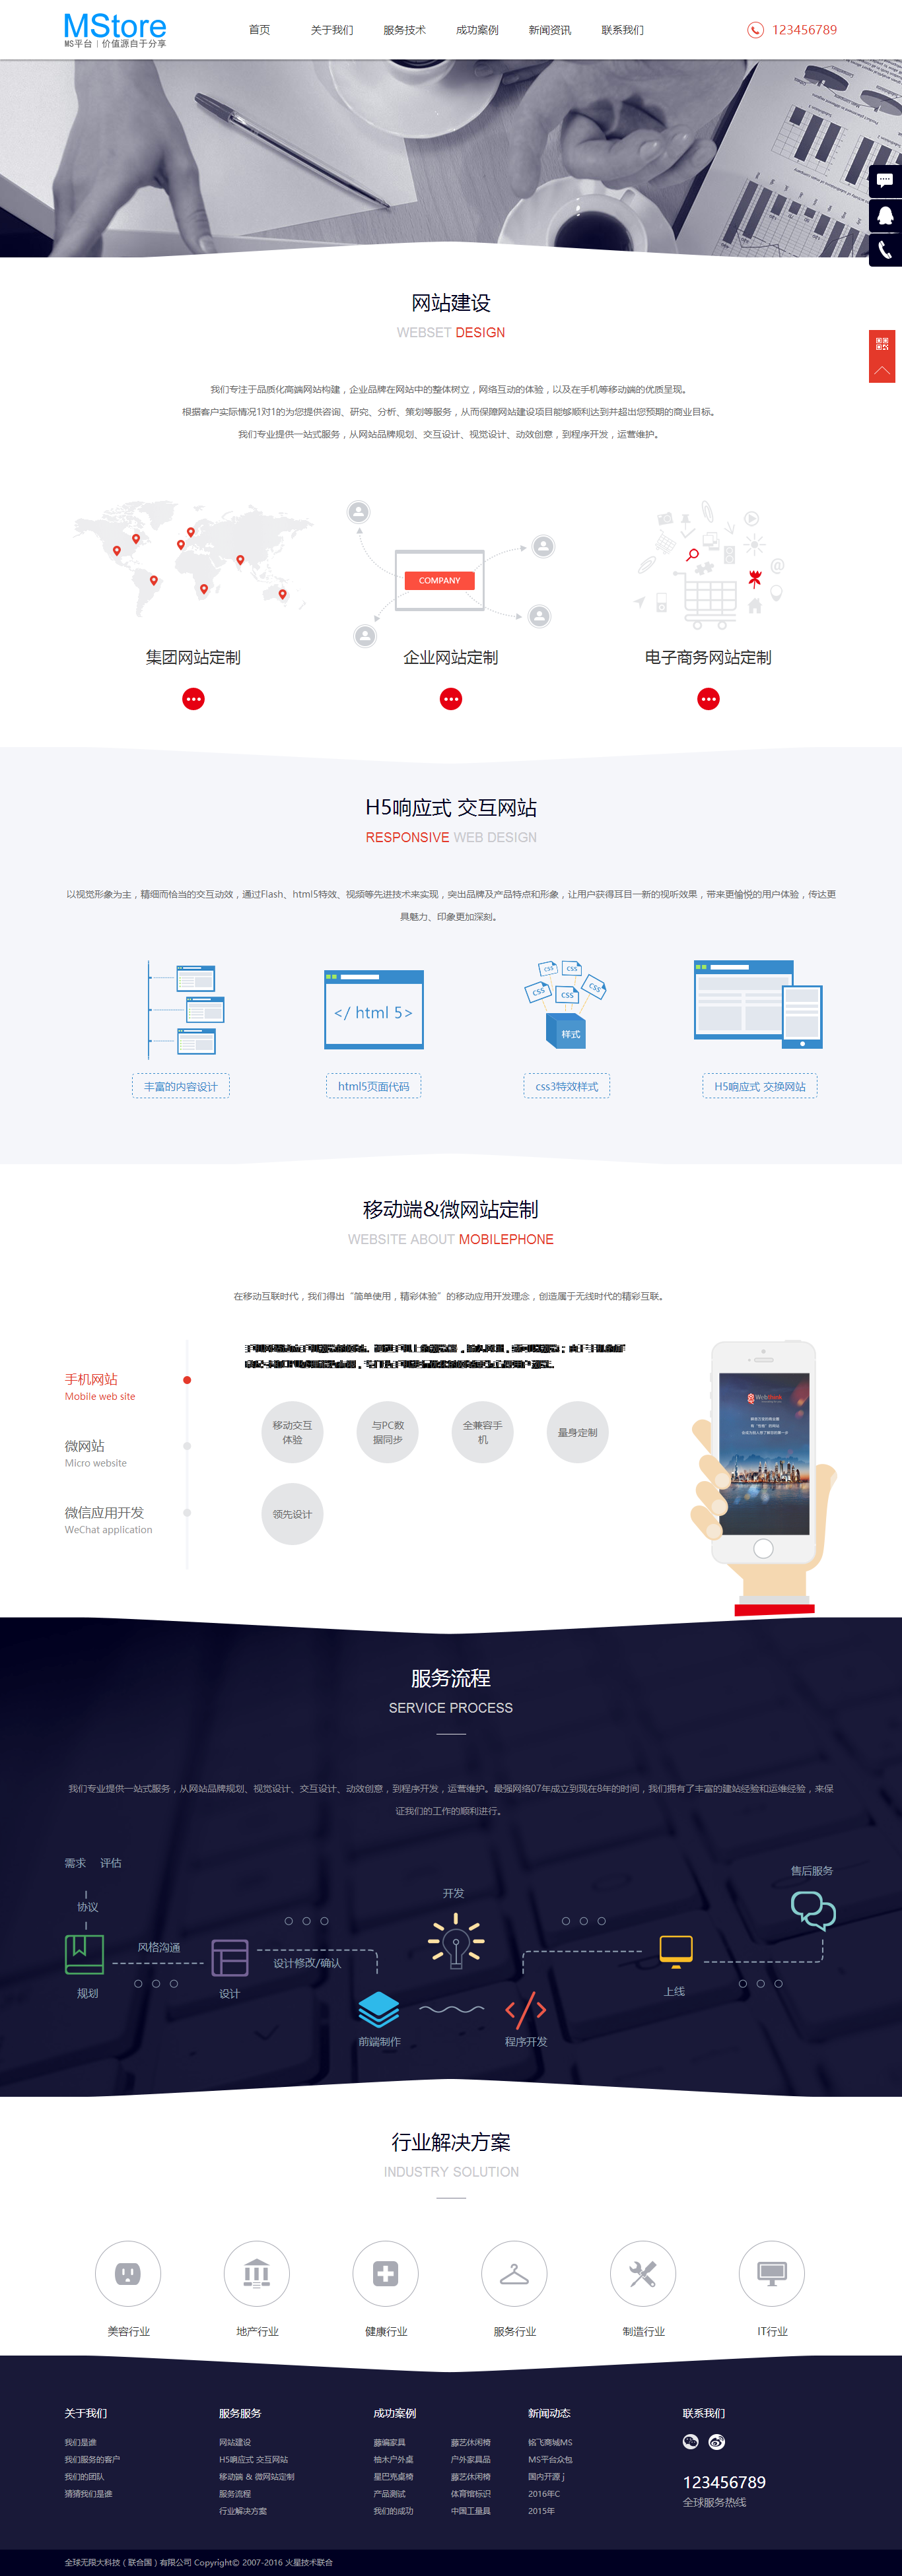 MStore
MS平台 | 价值源自于分享
首页 关于我们 服务技术 成功案例 新闻资讯 联系我们
123456789
网站建设
WEBSET DESIGN
我们专注于品质化高端网站构建，企业品牌在网站中的整体树立，网络互动的体验，以及在手机等移动端的优质呈现。
根据客户实际情况1对1的为您提供咨询、研究、分析、策划等服务，从而保障网站建设项目能够顺利达到并超出您预期的商业目标。
我们专业提供一站式服务，从网站品牌规划、交互设计、视觉设计、动效创意，到程序开发，运营维护。
COMPANY
集团网站定制 企业网站定制 电子商务网站定制
H5响应式 交互网站
RESPONSIVE WEB DESIGN
以视觉形象为主，精细而恰当的交互动效，通过Flash、html5特效、视频等先进技术来实现，突出品牌及产品特点和形象，让用户获得耳目一新的视听效果，带来更愉悦的用户体验，传达更
具魅力、印象更加深刻。
CSS CSS
CSS CSS CSS
</ html 5>
样式
丰富的内容设计 html5页面代码 css3特效样式 H5响应式 交换网站
移动端&微网站定制
WEBSITE ABOUT MOBILEPHONE
在移动互联时代，我们得出“简单使用，精彩体验”的移动应用开发理念，创造属于无线时代的精彩互联。
手机网站
Mobile web site
微网站
Micro website
微信应用开发
WeChat application
移动交互
体验
与PC数
据同步
全兼容手
机
量身定制
领先设计
服务流程
SERVICE PROCESS
我们专业提供一站式服务，从网站品牌规划、视觉设计、交互设计、动效创意，到程序开发，运营维护。最强网络07年成立到现在8年的时间，我们拥有了丰富的建站经验和运维经验，来保
证我们的工作的顺利进行。
需求 评估
协议
规划
风格沟通
设计
设计修改/确认
开发
前端制作
程序开发
上线
售后服务
行业解决方案
INDUSTRY SOLUTION
美容行业 地产行业 健康行业 服务行业 制造行业 IT行业
关于我们
我们是谁
我们服务的客户
我们的团队
猜猜我们是谁
服务服务
网站建设
H5响应式 交互网站
移动端 & 微网站定制
服务流程
行业解决方案
成功案例
藤编家具 藤艺休闲椅
柚木户外桌 户外家具品
星巴克桌椅 藤艺休闲椅
产品测试 体育馆标识
我们的成功 中国工量具
新闻动态
铭飞商城MS
MS平台众包
国内开源 j
2016年C
2015年
联系我们
123456789
全球服务热线
全球无限大科技（联合国）有限公司 Copyright© 2007-2016 火星技术联合